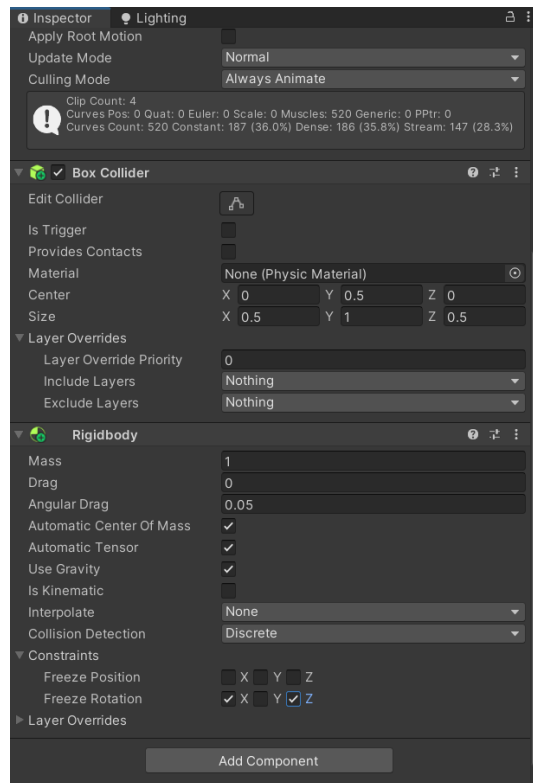 Inspector Lighting
Apply Root Motion
Update Mode Normal
Culling Mode Always Animate
Clip Count: 4
Curves Pos: 0 Quat: 0 Euler: 0 Scale: 0 Muscles: 520 Generic: 0 PPtr: 0
Curves Count: 520 Constant: 187 (36.0%) Dense: 186 (35.8%) Stream: 147 (28.3%)
Box Collider
Edit Collider
Is Trigger
Provides Contacts
Material None (Physic Material)
Center X 0 Y 0.5 Z 0
Size X 0.5 Y 1 Z 0.5
Layer Overrides
Layer Override Priority 0
Include Layers Nothing
Exclude Layers Nothing
Rigidbody
Mass 1
Drag 0
Angular Drag 0.05
Automatic Center Of Mass
Automatic Tensor
Use Gravity
Is Kinematic
Interpolate None
Collision Detection Discrete
Constraints
Freeze Position X Y Z
Freeze Rotation X Y Z
Layer Overrides
Add Component